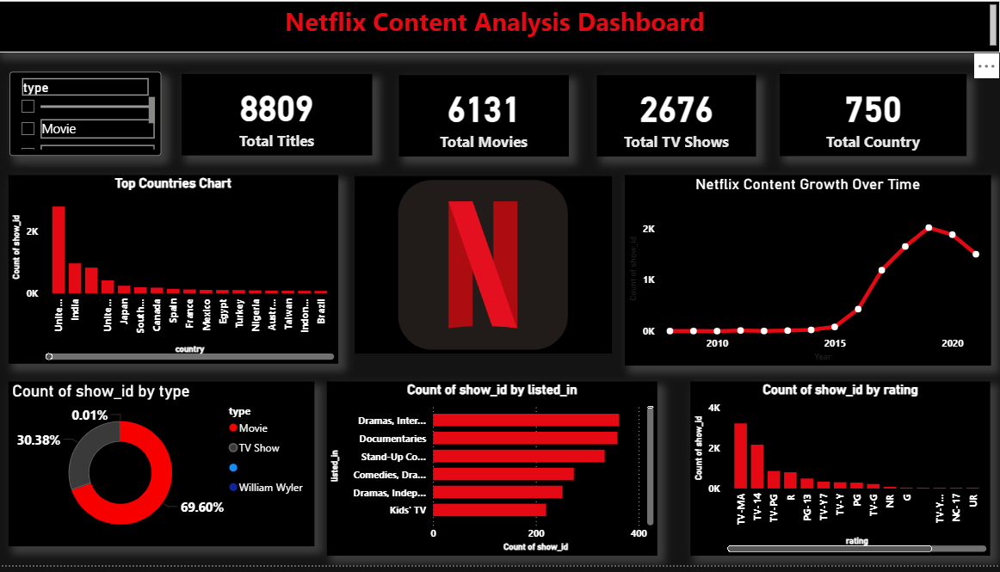 Netflix Content Analysis Dashboard
type
Movie
8809
Total Titles
6131
Total Movies
2676
Total TV Shows
750
Total Country
Top Countries Chart
Count of show_id
2K
0K
Unite...
India
Unite...
Japan
South...
Canada
Spain
France
Mexico
Egypt
Turkey
Nigeria
Austr...
Taiwan
Indon...
Brazil
country
N
Netflix Content Growth Over Time
Count of show_id
2K
1K
0K
2010
2015
2020
Year
Count of show_id by type
0.01%
30.38%
69.60%
type
Movie
TV Show
William Wyler
Count of show_id by listed_in
listed_in
Dramas, Inter...
Documentaries
Stand-Up Co...
Comedies, Dra...
Dramas, Indep...
Kids' TV
0
200
400
Count of show_id
Count of show_id by rating
Count of show_id
4K
2K
0K
TV-MA
TV-14
TV-PG
R
PG-13
TV-Y7
TV-Y
PG
TV-G
NR
G
TV-Y...
NC-17
UR
rating